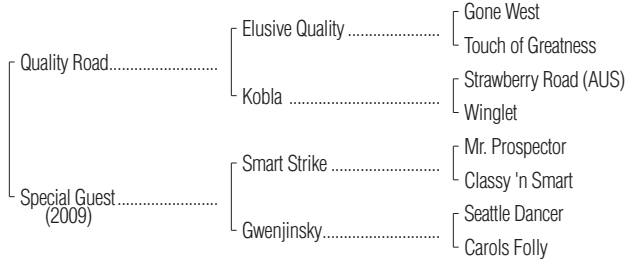 Gone West
Elusive Quality
Touch of Greatness
Quality Road
Strawberry Road (AUS)
Kobla
Winglet
Mr. Prospector
Smart Strike
Classy 'n Smart
Special Guest
(2009)
Seattle Dancer
Gwenjinsky
Carols Folly